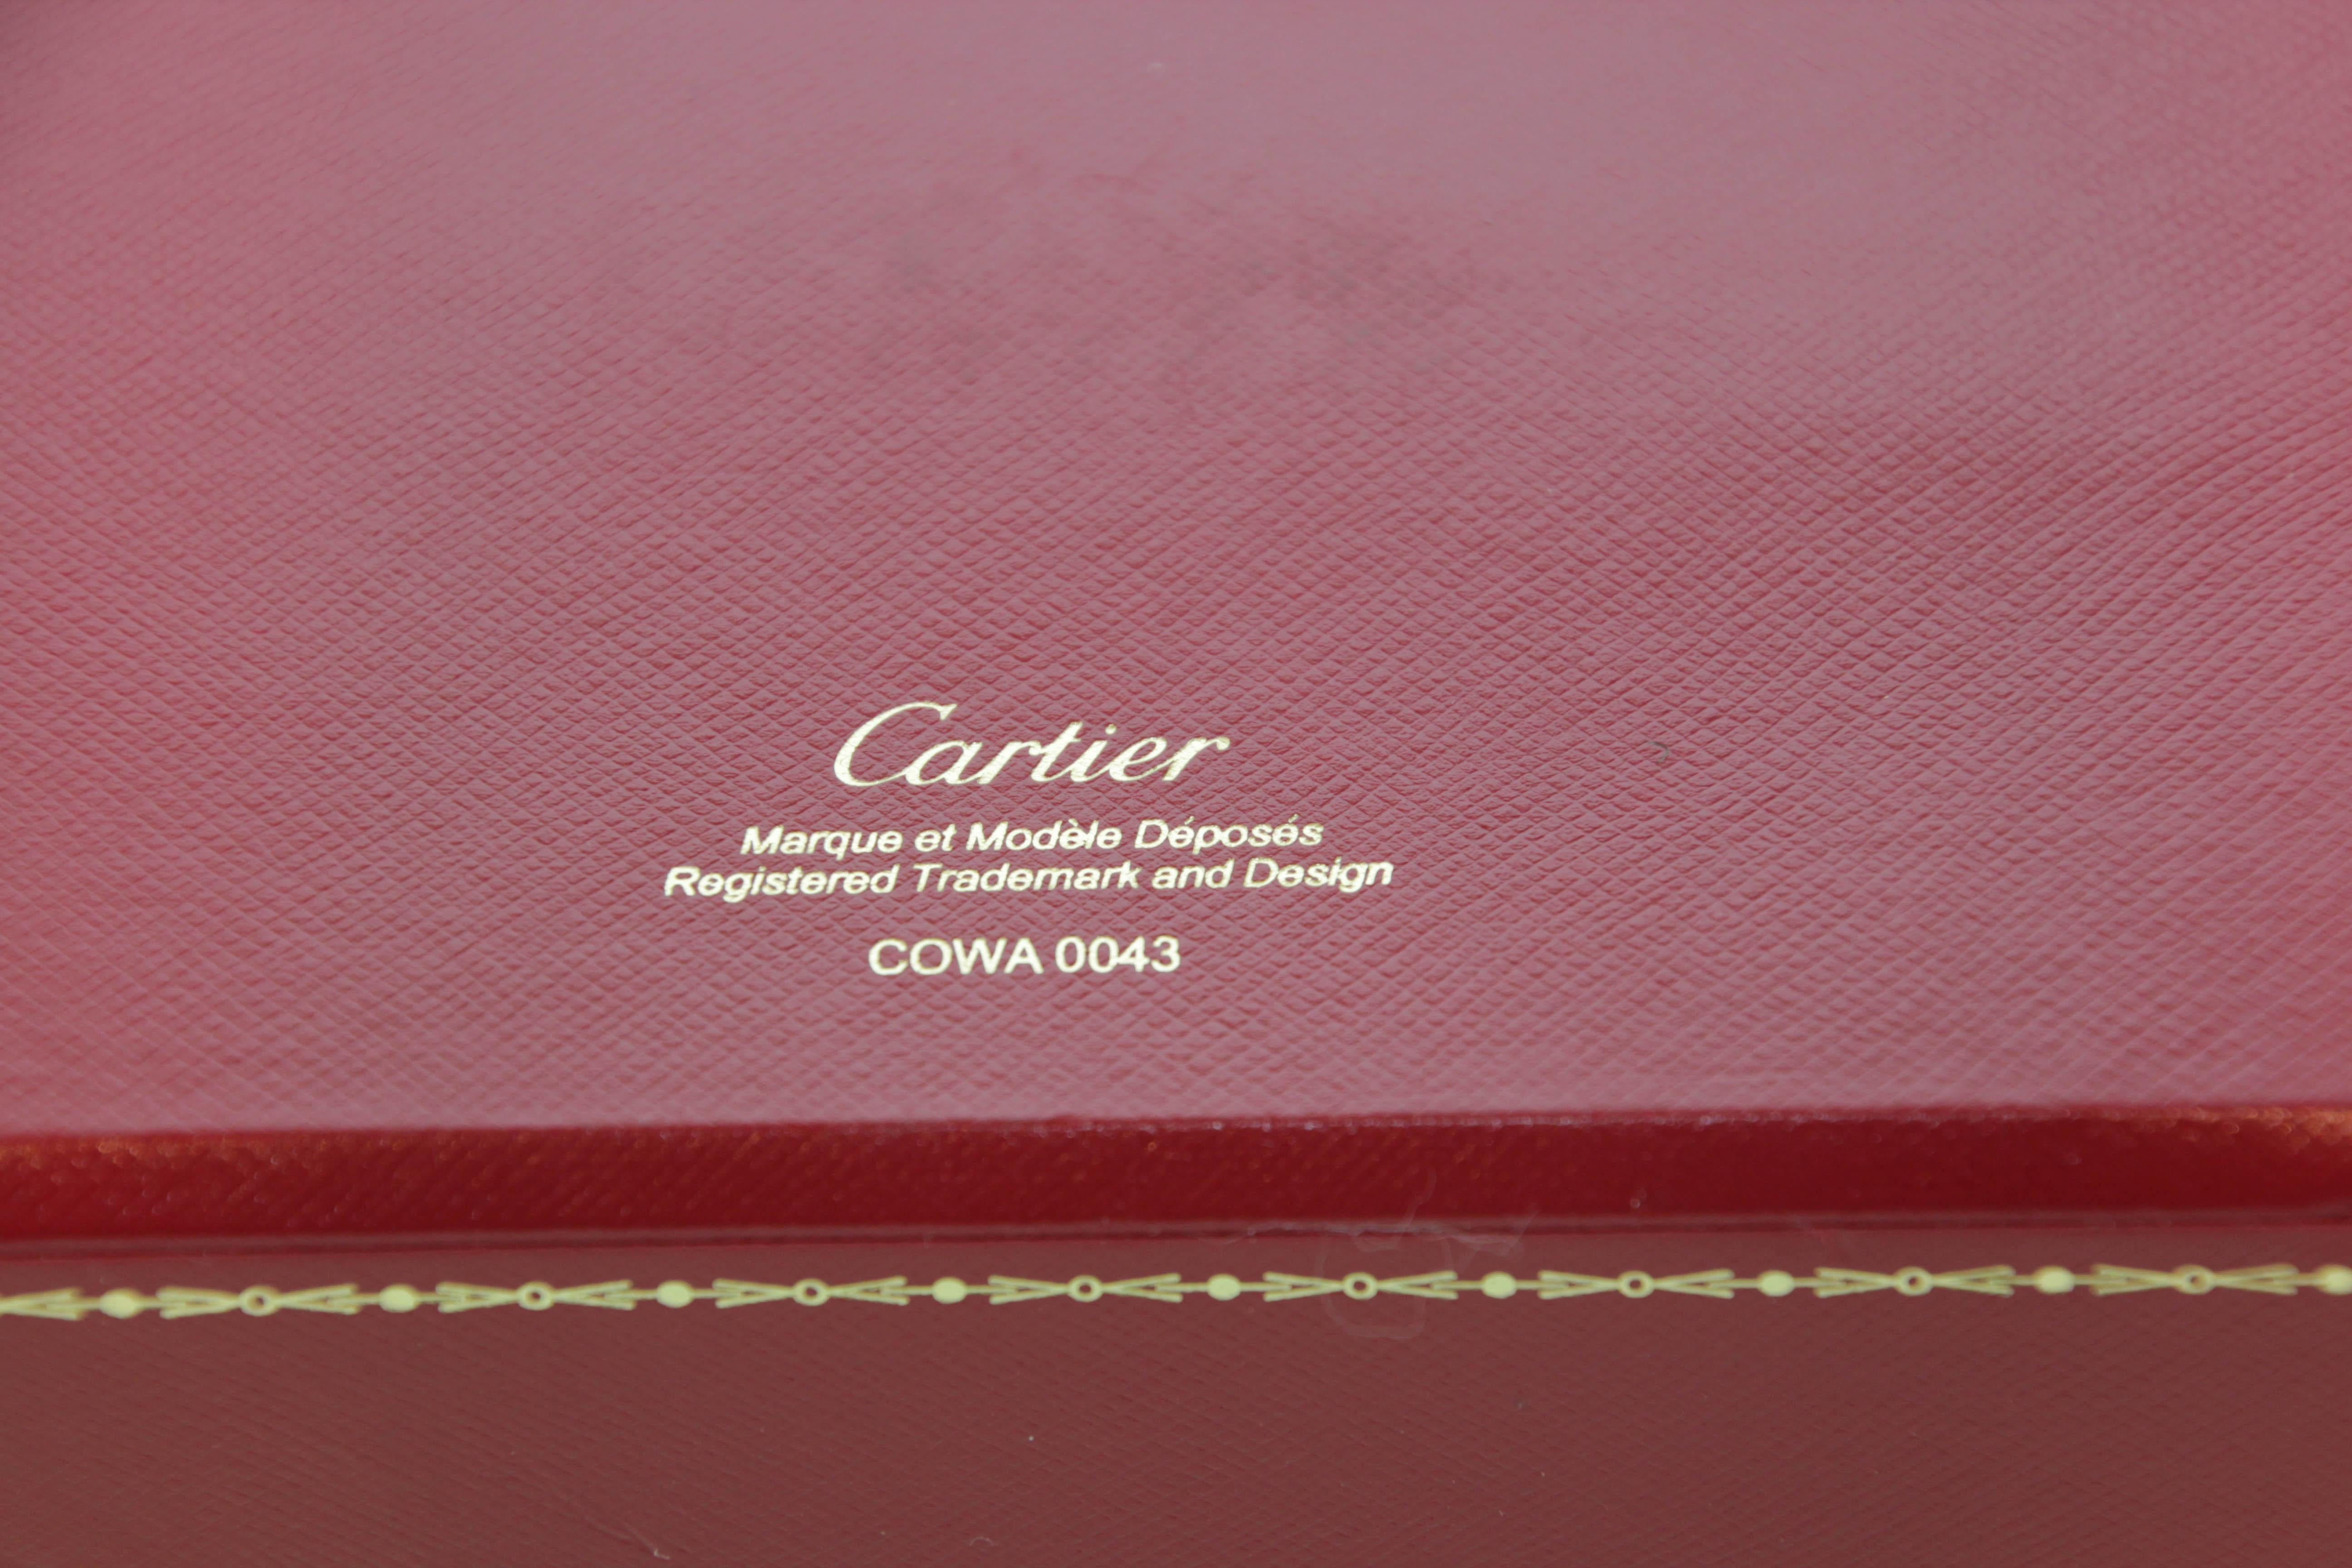 Cartier
Marque et Modèle Déposés
Registered Trademark and Design
COWA 0043